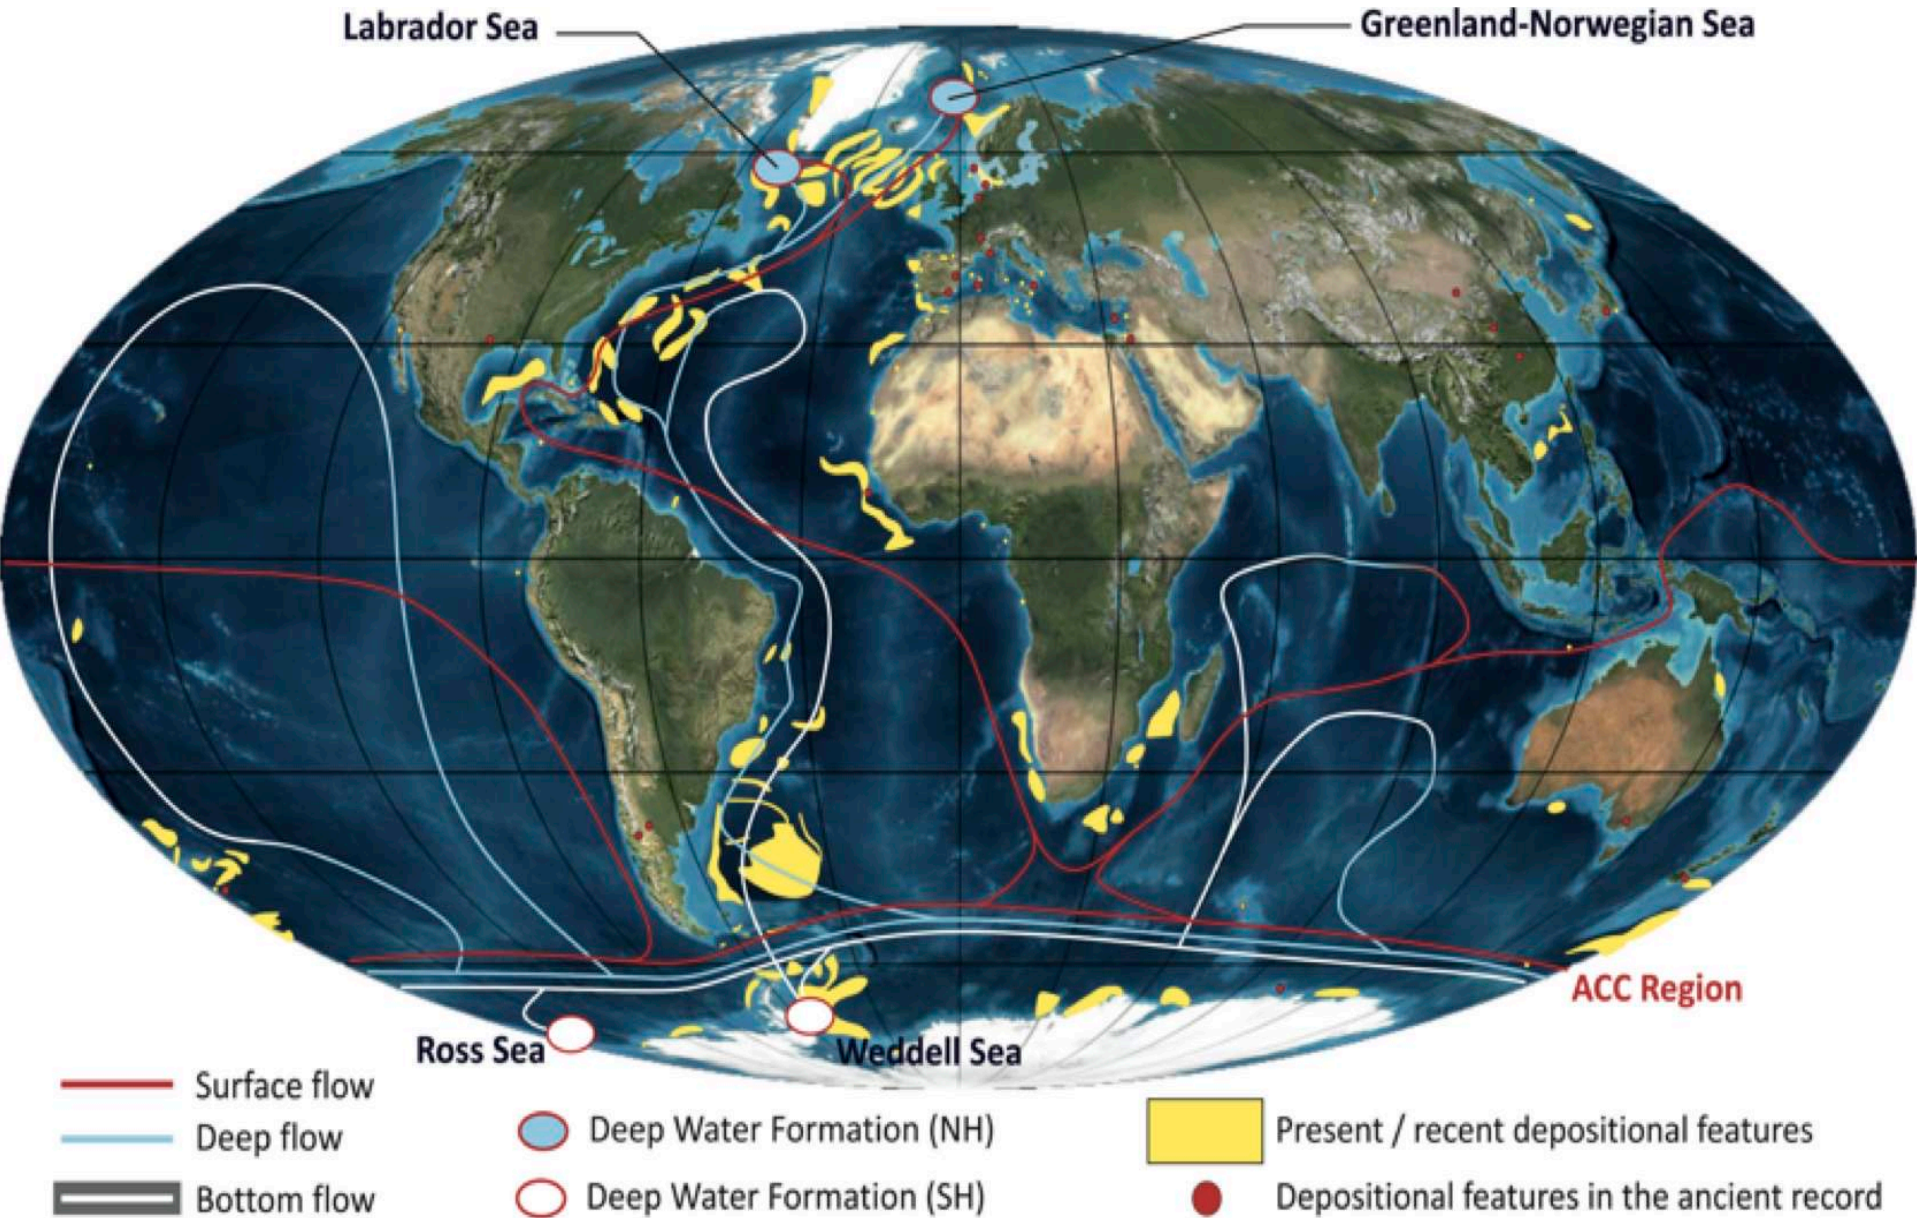 Labrador Sea
Greenland-Norwegian Sea
ACC Region
Ross Sea
Weddell Sea
Surface flow
Deep flow
Bottom flow
Deep Water Formation (NH)
Deep Water Formation (SH)
Present / recent depositional features
Depositional features in the ancient record